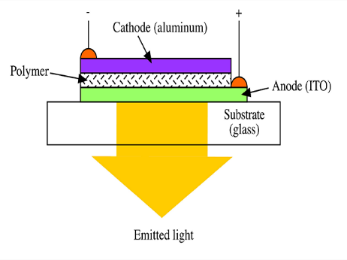 - +
Cathode (aluminum)
Polymer
Anode (ITO)
Substrate
(glass)
Emitted light